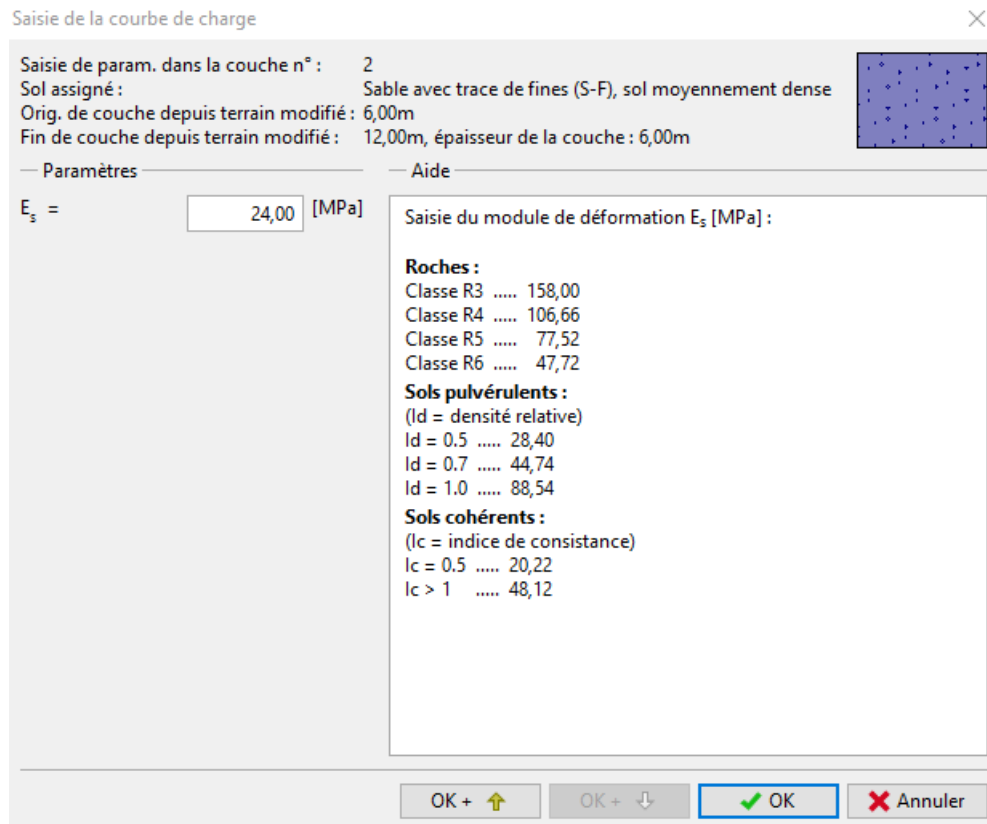 Saisie de la courbe de charge
Saisie de param. dans la couche n° : 2
Sol assigné : Sable avec trace de fines (S-F), sol moyennement dense
Orig. de couche depuis terrain modifié : 6,00m
Fin de couche depuis terrain modifié : 12,00m, épaisseur de la couche : 6,00m
Paramètres
E_s = 24,00 [MPa]
Aide
Saisie du module de déformation E_s [MPa] :
Roches :
Classe R3 ..... 158,00
Classe R4 ..... 106,66
Classe R5 ..... 77,52
Classe R6 ..... 47,72
Sols pulvérulents :
(Id = densité relative)
Id = 0.5 ..... 28,40
Id = 0.7 ..... 44,74
Id = 1.0 ..... 88,54
Sols cohérents :
(Ic = indice de consistance)
Ic = 0.5 ..... 20,22
Ic > 1 ..... 48,12
OK +
OK +
OK
Annuler